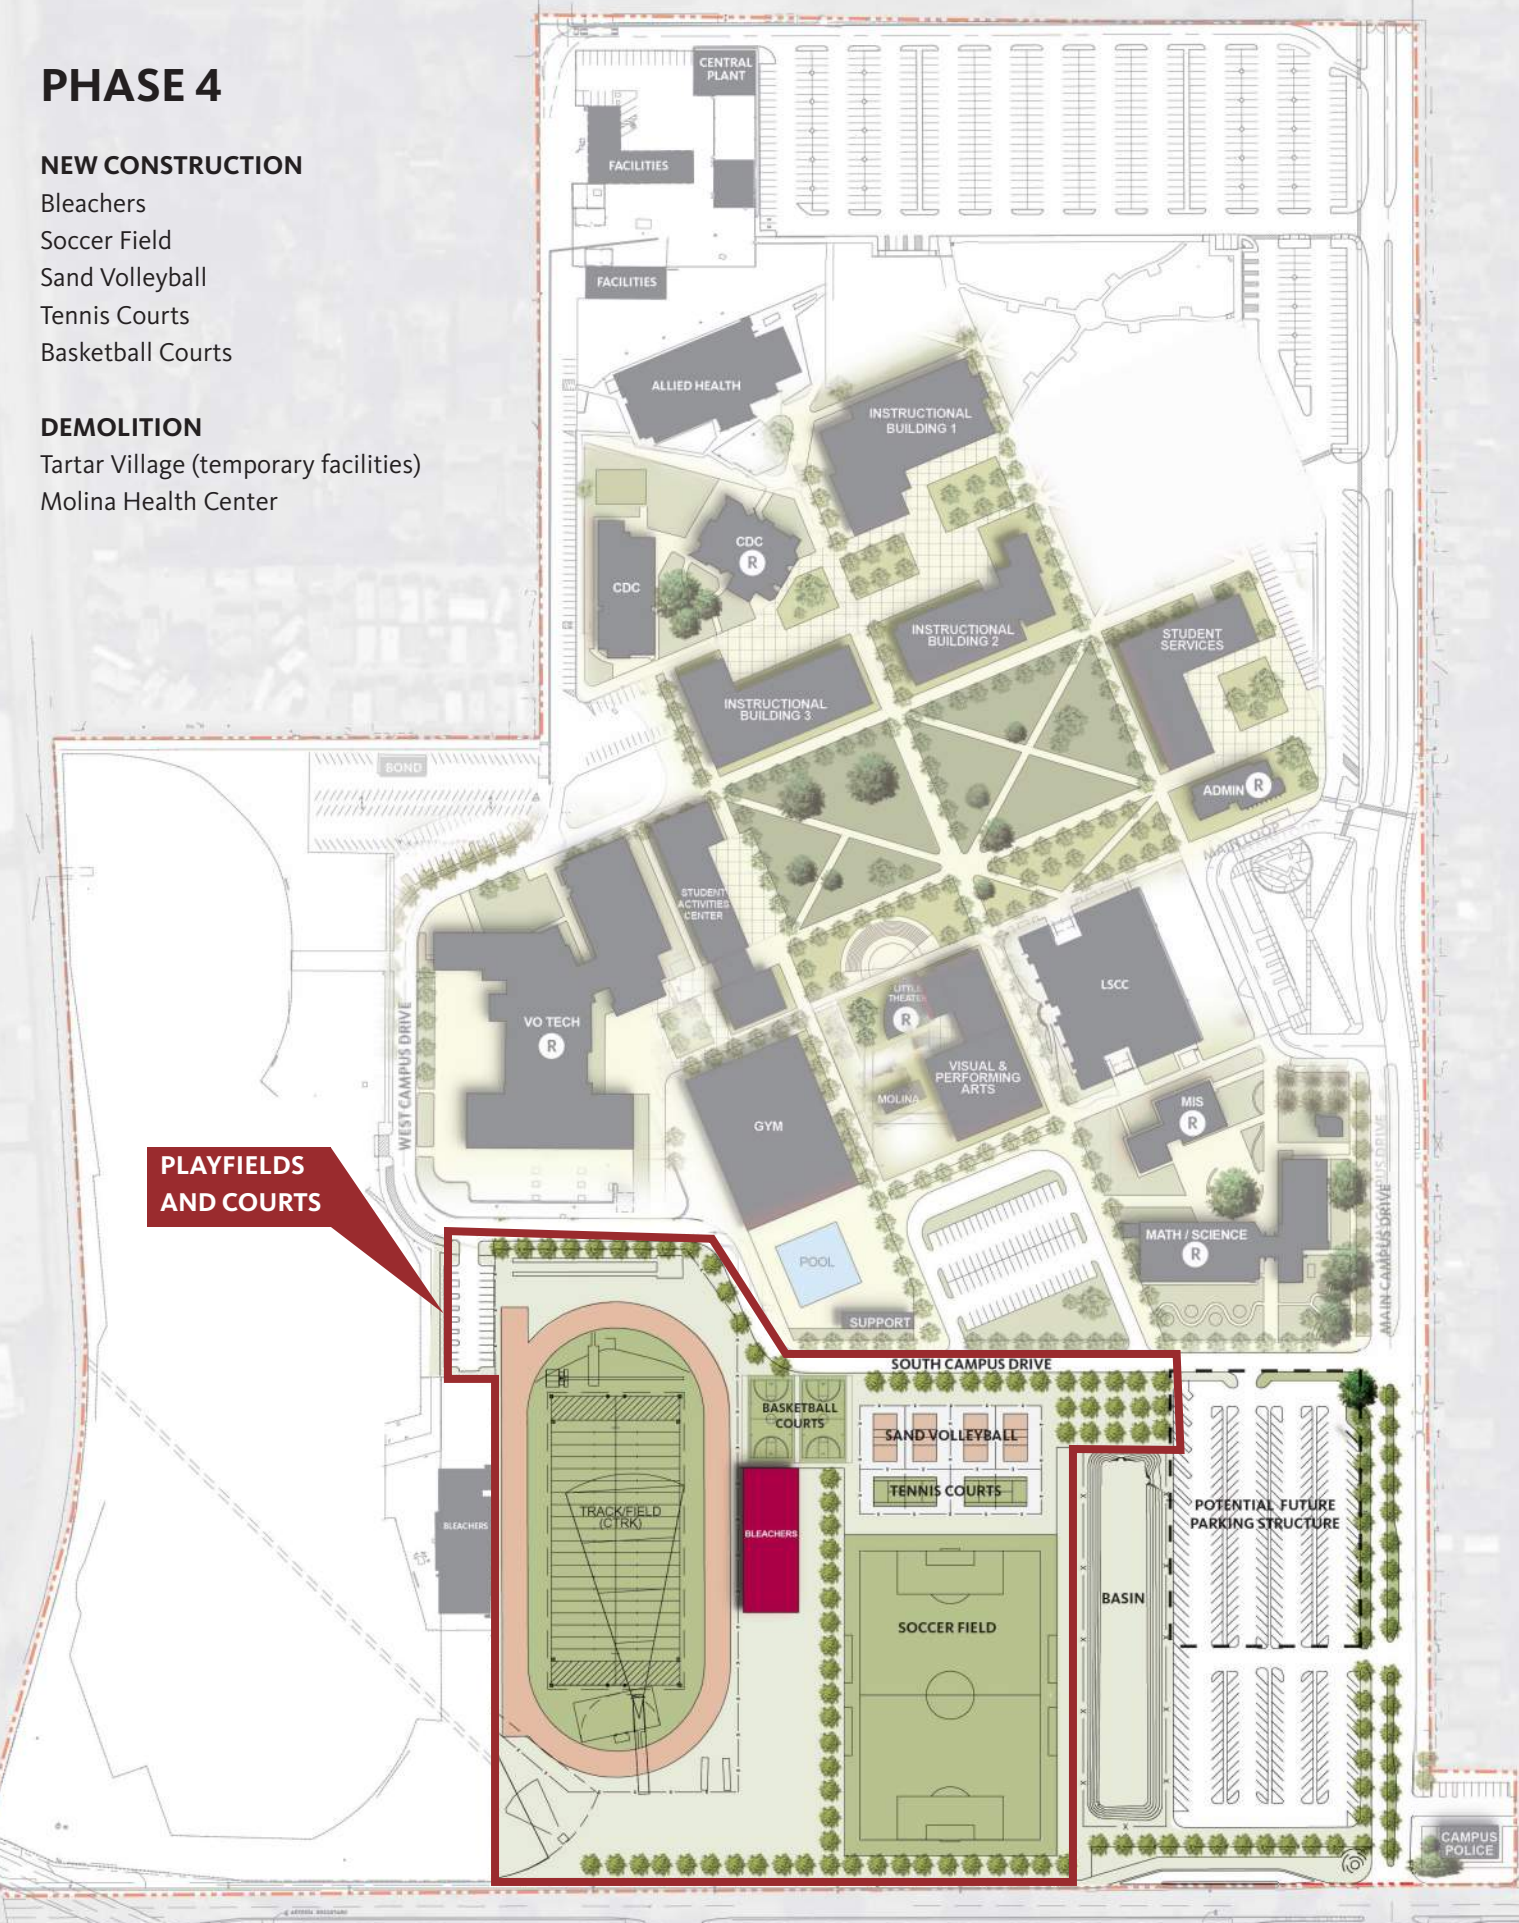 PHASE 4
NEW CONSTRUCTION
Bleachers
Soccer Field
Sand Volleyball
Tennis Courts
Basketball Courts
DEMOLITION
Tartar Village (temporary facilities)
Molina Health Center
CENTRAL
PLANT
FACILITIES
FACILITIES
ALLIED HEALTH
INSTRUCTIONAL
BUILDING 1
CDC
R
CDC
INSTRUCTIONAL
BUILDING 2
STUDENT
SERVICES
INSTRUCTIONAL
BUILDING 3
BOND
ADMIN R
MAIN LOOP
STUDENT
ACTIVITIES
CENTER
LITTLE
THEATER
R
LSCC
VO TECH
R
WEST CAMPUS DRIVE
VISUAL &
PERFORMING
ARTS
MOLINA
MIS
R
GYM
PLAYFIELDS
AND COURTS
MATH / SCIENCE
R
MAIN CAMPUS DRIVE
POOL
SUPPORT
SOUTH CAMPUS DRIVE
BASKETBALL
COURTS
SAND VOLLEYBALL
TENNIS COURTS
BLEACHERS
TRACK/FIELD
(CTRK)
BLEACHERS
POTENTIAL FUTURE
PARKING STRUCTURE
BASIN
SOCCER FIELD
CAMPUS
POLICE
ARTESIA BOULEVARD